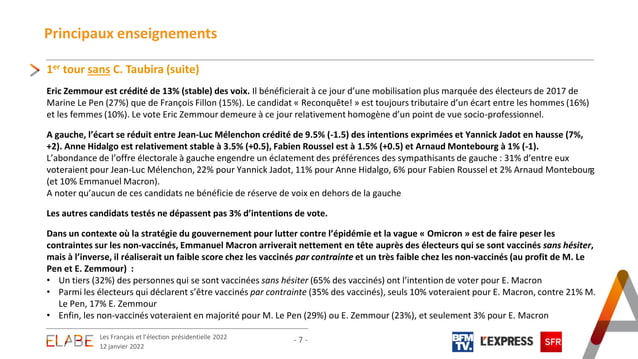 Principaux enseignements
1er tour sans C. Taubira (suite)
Eric Zemmour est crédité de 13% (stable) des voix. Il bénéficierait à ce jour d’une mobilisation plus marquée des électeurs de 2017 de
Marine Le Pen (27%) que de François Fillon (15%). Le candidat « Reconquête! » est toujours tributaire d’un écart entre les hommes (16%)
et les femmes (10%). Le vote Eric Zemmour demeure à ce jour relativement homogène d’un point de vue socio-professionnel.
A gauche, l’écart se réduit entre Jean-Luc Mélenchon crédité de 9.5% (-1.5) des intentions exprimées et Yannick Jadot en hausse (7%,
+2). Anne Hidalgo est relativement stable à 3.5% (+0.5), Fabien Roussel est à 1.5% (+0.5) et Arnaud Montebourg à 1% (-1).
L’abondance de l’offre électorale à gauche engendre un éclatement des préférences des sympathisants de gauche : 31% d’entre eux
voteraient pour Jean-Luc Mélenchon, 22% pour Yannick Jadot, 11% pour Anne Hidalgo, 6% pour Fabien Roussel et 2% Arnaud Montebourg
(et 10% Emmanuel Macron).
A noter qu’aucun de ces candidats ne bénéficie de réserve de voix en dehors de la gauche
Les autres candidats testés ne dépassent pas 3% d’intentions de vote.
Dans un contexte où la stratégie du gouvernement pour lutter contre l’épidémie et la vague « Omicron » est de faire peser les
contraintes sur les non-vaccinés, Emmanuel Macron arriverait nettement en tête auprès des électeurs qui se sont vaccinés sans hésiter,
mais à l’inverse, il réaliserait un faible score chez les vaccinés par contrainte et un très faible chez les non-vaccinés (au profit de M. Le
Pen et E. Zemmour) :
• Un tiers (32%) des personnes qui se sont vaccinées sans hésiter (65% des vaccinés) ont l’intention de voter pour E. Macron
• Parmi les électeurs qui déclarent s’être vaccinés par contrainte (35% des vaccinés), seuls 10% voteraient pour E. Macron, contre 21% M.
Le Pen, 17% E. Zemmour
• Enfin, les non-vaccinés voteraient en majorité pour M. Le Pen (29%) ou E. Zemmour (23%), et seulement 3% pour E. Macron
ELABE
Les Français et l’élection présidentielle 2022
12 janvier 2022
- 7 -
BFM
TV.
L'EXPRESS
SFR